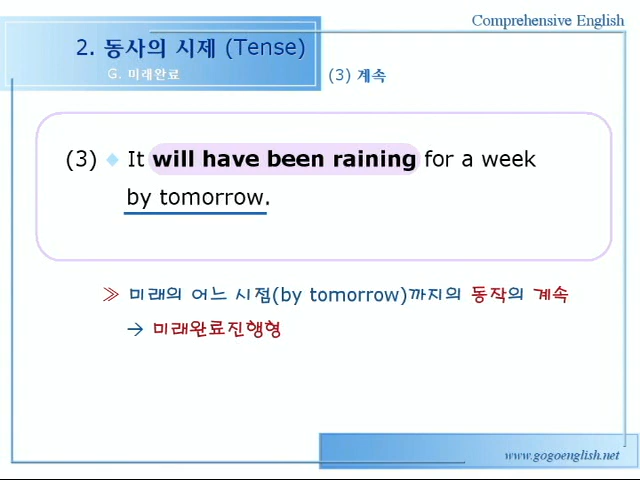 Comprehensive English
2. 동사의 시제 (Tense)
G. 미래완료
(3) 계속
(3) ◆ It will have been raining for a week
by tomorrow.
≫ 미래의 어느 시점(by tomorrow)까지의 동작의 계속
→ 미래완료진행형
www.gogoenglish.net